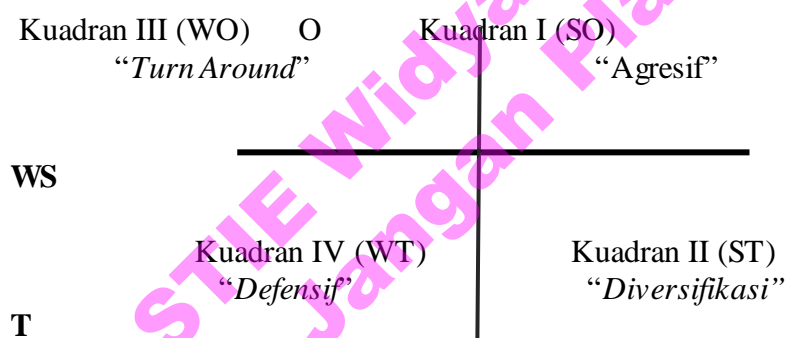 Kuadran III (WO) O Kuadran I (SO)
“Turn Around” “Agresif”
WS
Kuadran IV (WT) Kuadran II (ST)
“Defensif” “Diversifikasi”
T
STIE Widya
Jangan Pla